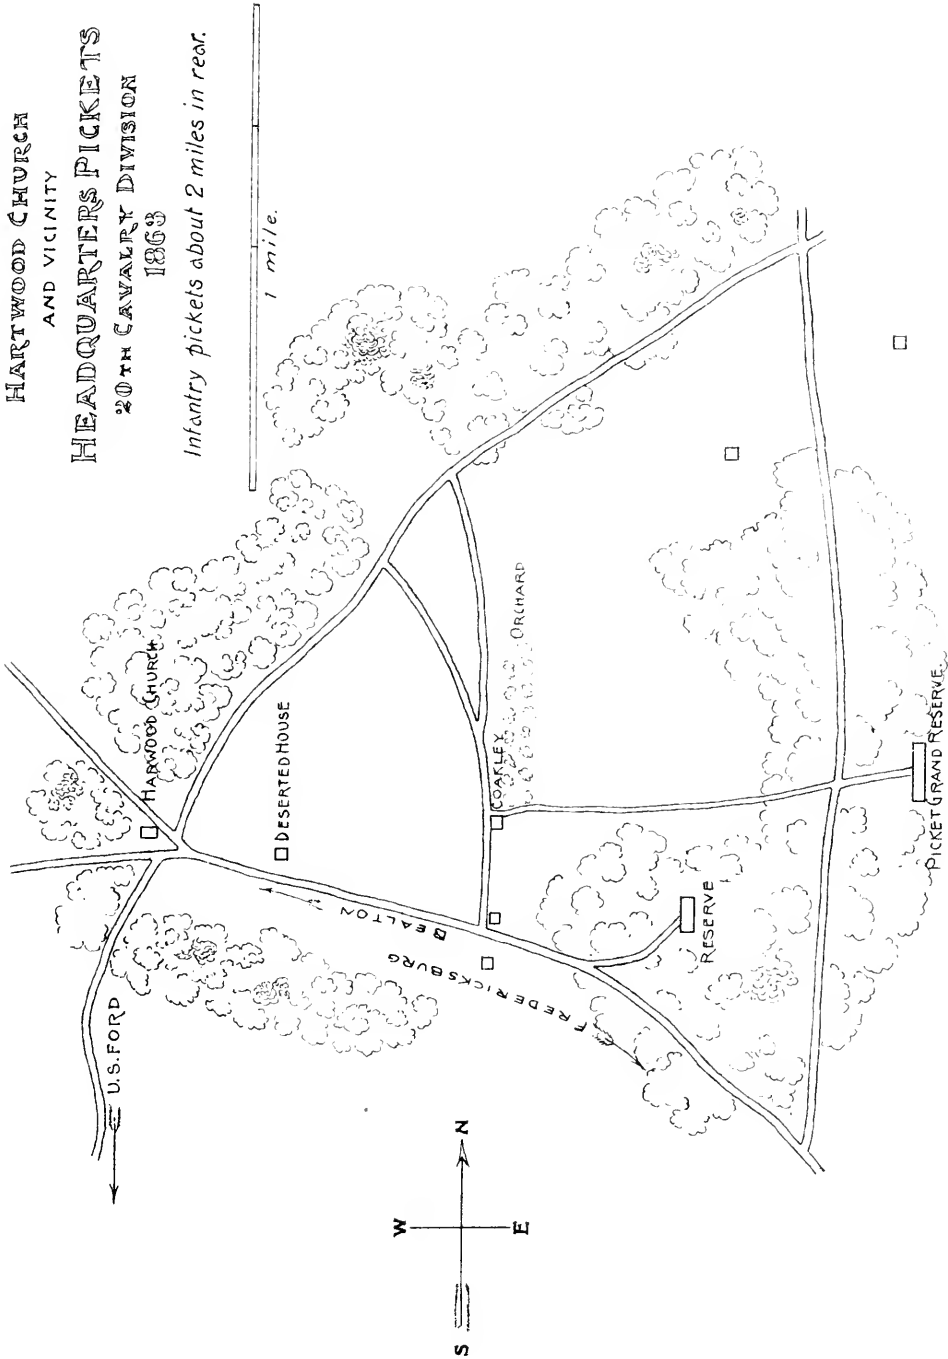 HARTWOOD CHURCH
AND VICINITY
HEADQUARTERS PICKETS
20TH CAVALRY DIVISION
1863
Infantry pickets about 2 miles in rear.
1 mile.
HARWOOD CHURCH
DESERTED HOUSE
U.S. FORD
BEALTON
FREDERICKSBURG
COAKLEY
ORCHARD
RESERVE
PICKET GRAND RESERVE
W
N
E
S